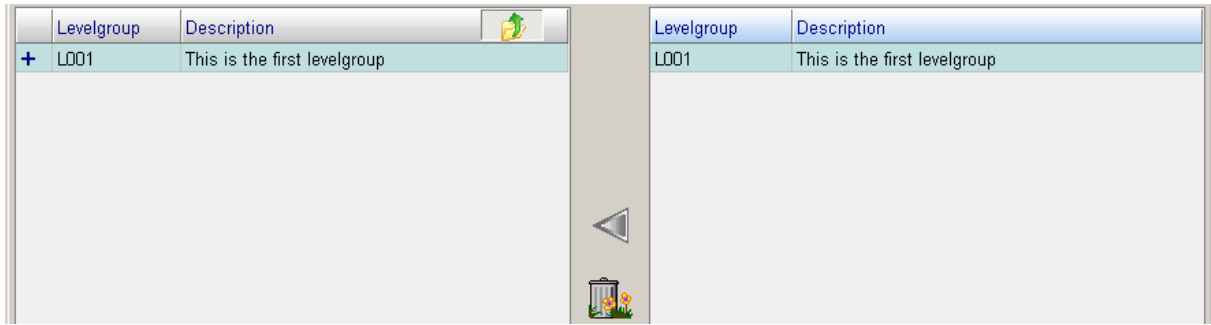 Levelgroup Description
+ L001 This is the first levelgroup
Levelgroup Description
L001 This is the first levelgroup